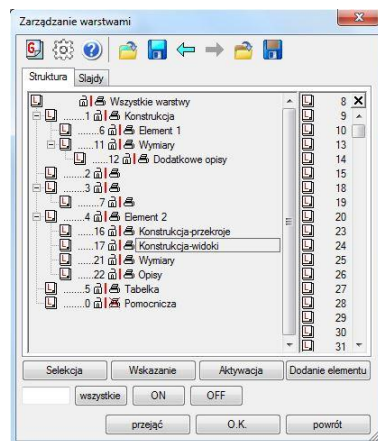 Zarządzanie warstwami
Struktura Slajdy
Wszystkie warstwy
........1 Konstrukcja
......6 Element 1
.....11 Wymiary
.....12 Dodatkowe opisy
........2
........3
......7
........4 Element 2
.....16 Konstrukcja-przekroje
.....17 Konstrukcja-widoki
.....21 Wymiary
.....22 Opisy
........5 Tabelka
........0 Pomocnicza
8
9
10
13
14
15
18
19
20
23
24
25
26
27
28
29
30
31
Selekcja Wskazanie Aktywacja Dodanie elementu
wszystkie ON OFF
przejąć O.K. powrót